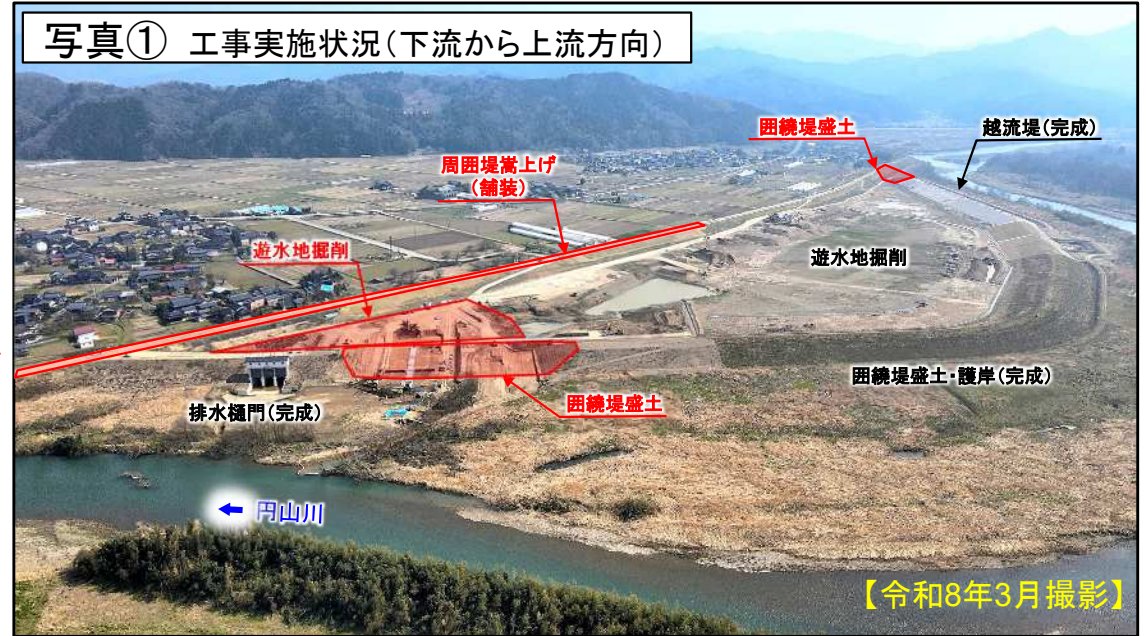 写真① 工事実施状況(下流から上流方向)
囲繞堤盛土
越流堤(完成)
周囲堤嵩上げ
(舗装)
遊水地掘削
遊水地掘削
囲繞堤盛土・護岸(完成)
囲繞堤盛土
排水樋門(完成)
← 円山川
【令和8年3月撮影】